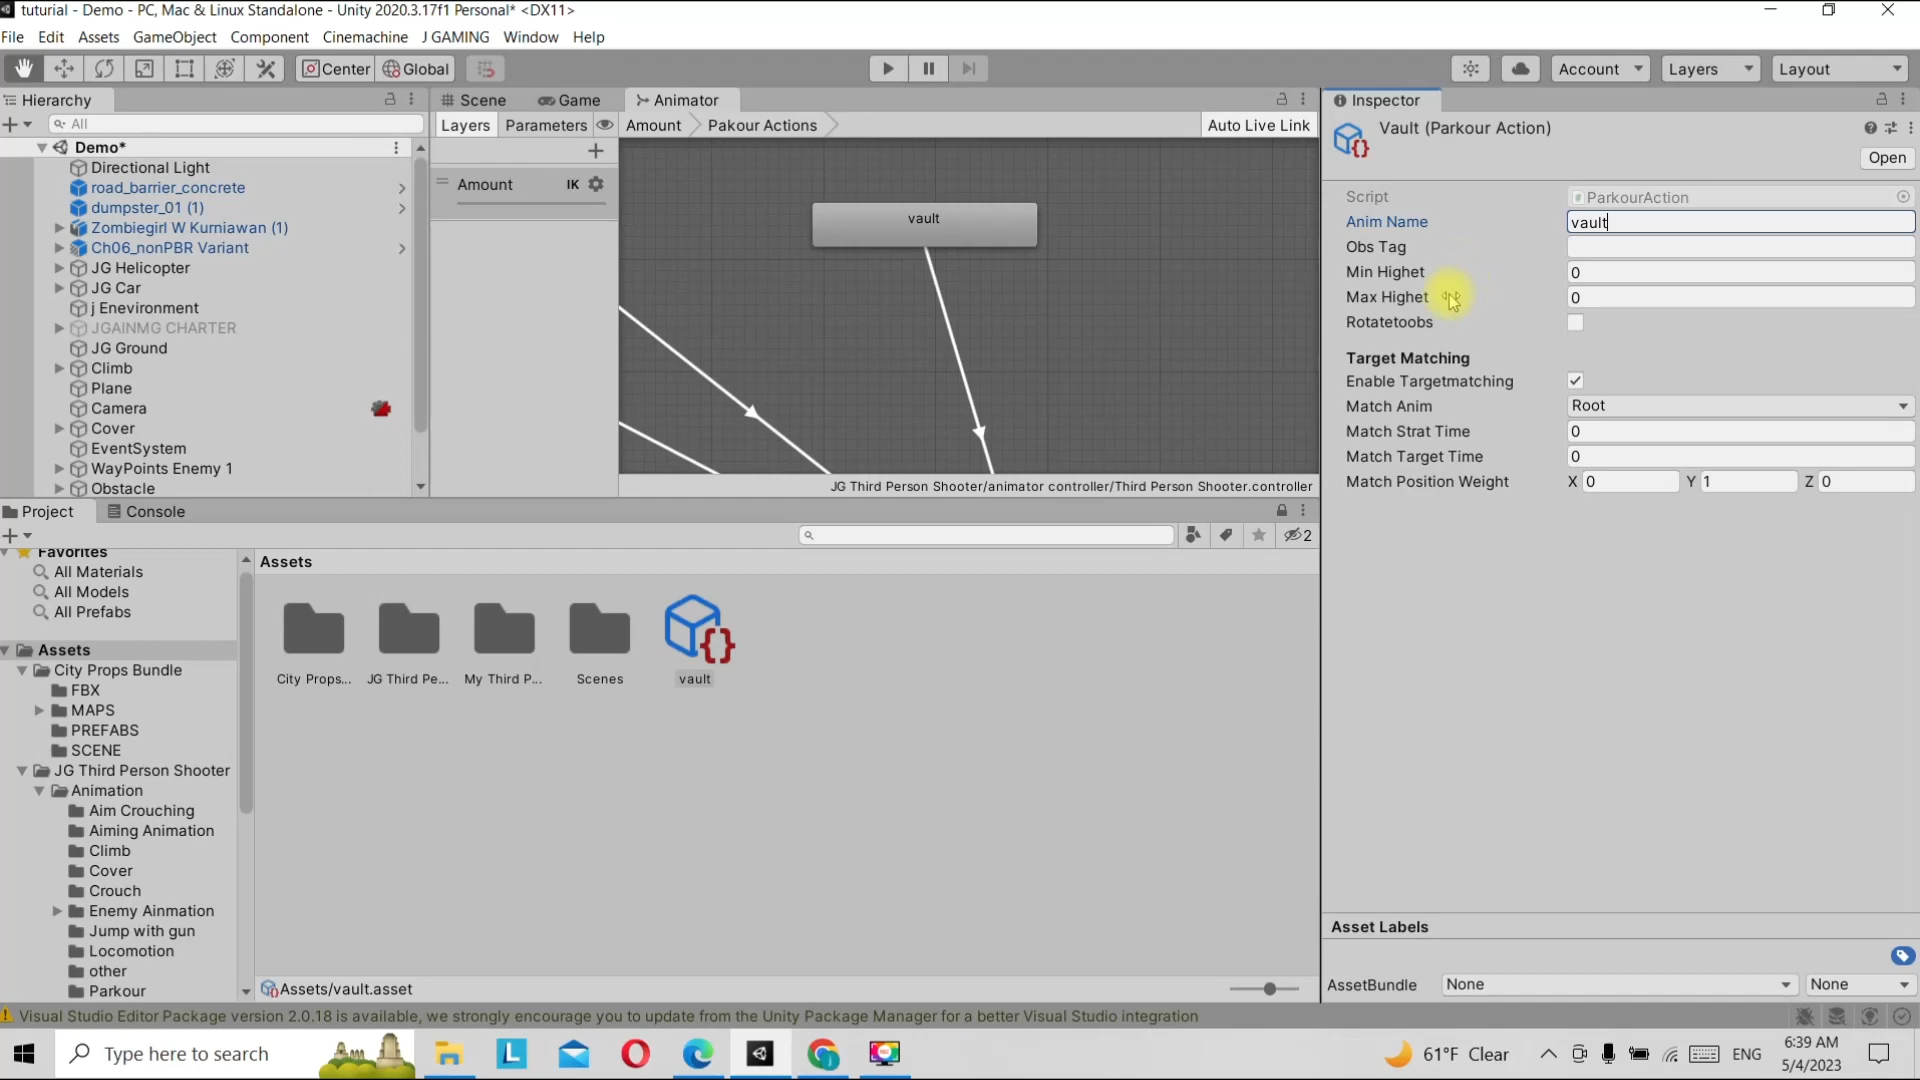 tuturial - Demo - PC, Mac & Linux Standalone - Unity 2020.3.17f1 Personal* <DX11>
File Edit Assets GameObject Component Cinemachine J GAMING Window Help
Center Global Account Layers Layout
Hierarchy
All
Demo*
Directional Light
road_barrier_concrete
dumpster_01 (1)
Zombiegirl W Kurniawan (1)
Ch06_nonPBR Variant
JG Helicopter
JG Car
j Enevironment
JGAINMG CHARTER
JG Ground
Climb
Plane
Camera
Cover
EventSystem
WayPoints Enemy 1
Obstacle
Scene Game Animator
Layers Parameters Amount Pakour Actions Auto Live Link
Amount IK
vault
JG Third Person Shooter/animator controller/Third Person Shooter.controller
Inspector
Vault (Parkour Action)
Open
Script ParkourAction
Anim Name vault
Obs Tag
Min Highet 0
Max Highet 0
Rotatetoobs
Target Matching
Enable Targetmatching
Match Anim Root
Match Strat Time 0
Match Target Time 0
Match Position Weight X 0 Y 1 Z 0
Asset Labels
AssetBundle None None
Project Console
2
Favorites
All Materials
All Models
All Prefabs
Assets
City Props Bundle
FBX
MAPS
PREFABS
SCENE
JG Third Person Shooter
Animation
Aim Crouching
Aiming Animation
Climb
Cover
Crouch
Enemy Ainmation
Jump with gun
Locomotion
other
Parkour
Assets
City Props... JG Third Pe... My Third P... Scenes vault
Assets/vault.asset
Visual Studio Editor Package version 2.0.18 is available, we strongly encourage you to update from the Unity Package Manager for a better Visual Studio integration
Type here to search
L
61°F Clear
ENG
6:39 AM
5/4/2023